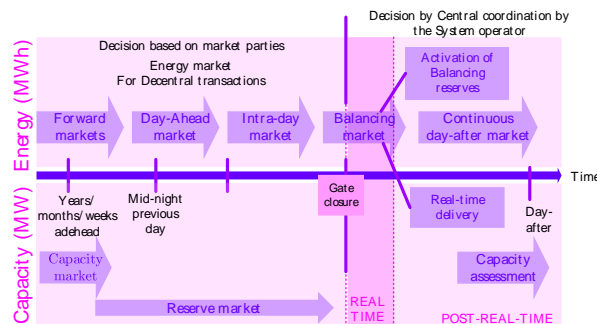 Decision by Central coordination by
the System operator
Decision based on market parties
Energy market
For Decentral transactions
Activation of
Balancing
reserves
Energy (MWh)
Forward
markets
Day-Ahead
market
Intra-day
market
Balancing
market
Continuous
day-after market
Time
Years/
months/weeks
adehead
Mid-night
previous
day
Gate
closure
Real-time
delivery
Day-
after
Capacity (MW)
Capacity
market
Capacity
assessment
Reserve market
REAL
TIME
POST-REAL-TIME